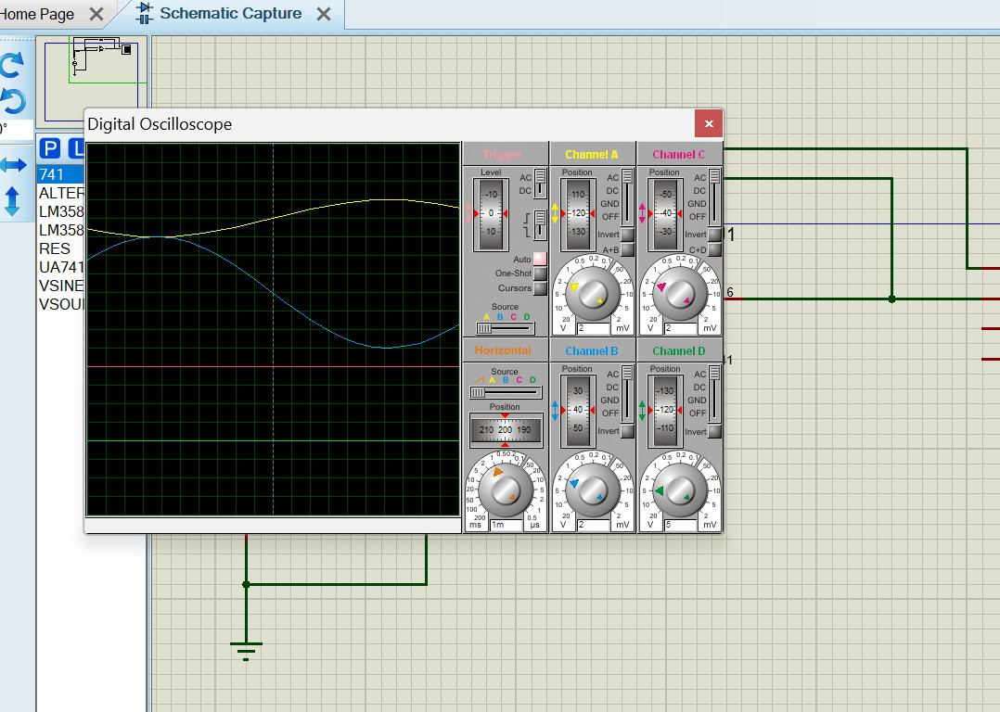 Home Page
Schematic Capture
0°
P L
741
ALTER
LM358
LM358
RES
UA741
VSINE
VSOU
Digital Oscilloscope
Trigger
Level
-10
0
10
AC
DC
Auto
One-Shot
Cursors
Source
A B C D
Channel A
Position
110
120
130
AC
DC
GND
OFF
Invert
A+B
V 2 mV
Channel C
Position
-50
-40
-30
AC
DC
GND
OFF
Invert
C+D
V 2 mV
Horizontal
Source
A B C D
Position
210 200 190
ms 1m µs
Channel B
Position
30
40
50
AC
DC
GND
OFF
Invert
V 2 mV
Channel D
Position
-130
-120
-110
AC
DC
GND
OFF
Invert
V 5 mV
1
6
1